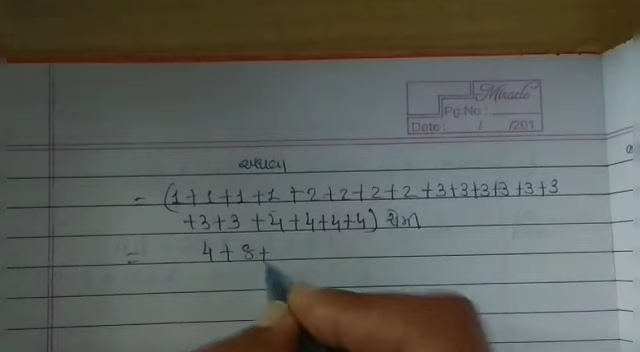 Miracle
Pg.No :
Date : / /201
અથવા
= (1+1+1+1+2+2+2+2+3+3+3+3+3+3
+3+3+4+4+4+4)
= 4+8+